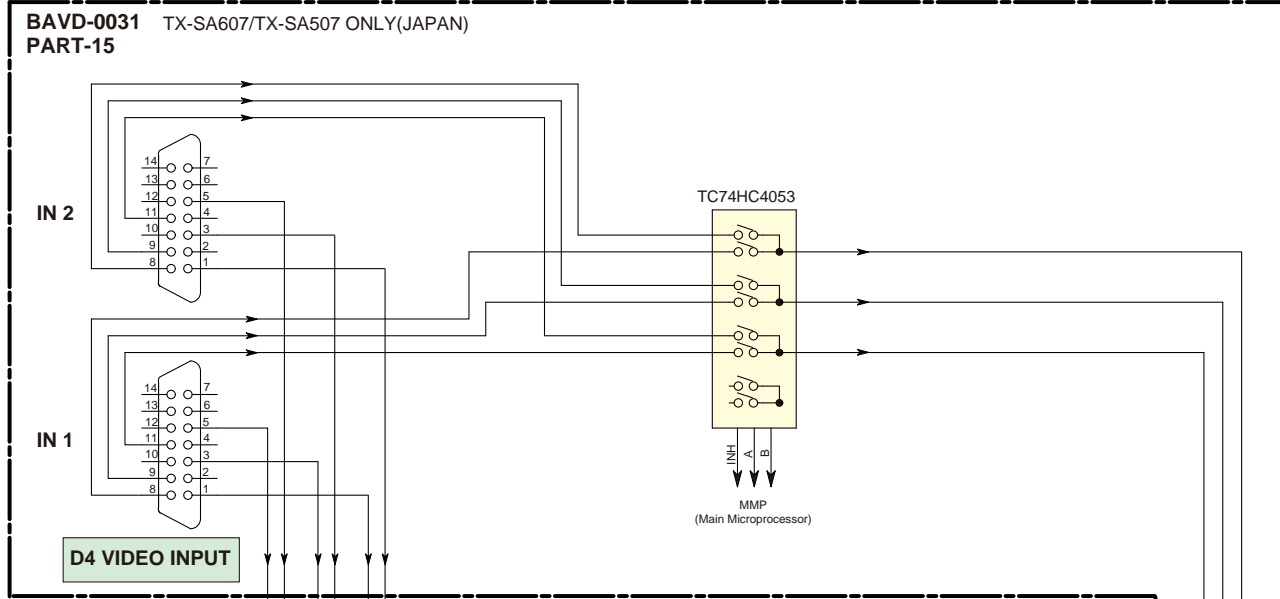 BAVD-0031 TX-SA607/TX-SA507 ONLY(JAPAN)
PART-15
IN 2
14 7
13 6
12 5
11 4
10 3
9 2
8 1
TC74HC4053
IN 1
14 7
13 6
12 5
11 4
10 3
9 2
8 1
INH A B
MMP
(Main Microprocessor)
D4 VIDEO INPUT